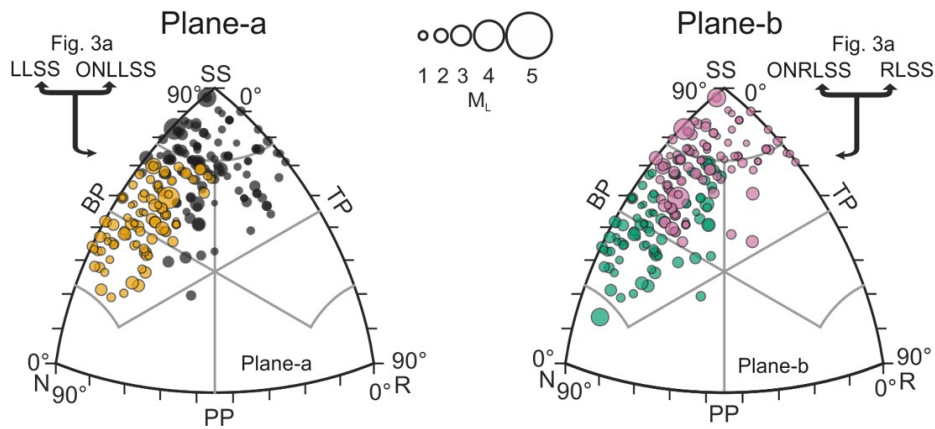 Plane-a
Fig. 3a
LLSS ONLLSS
SS
90° 0°
BP
TP
0°
N
90°
Plane-a
PP
90°
0° R
1 2 3 4 5
M_L
Plane-b
Fig. 3a
ONRLSS RLSS
SS
90° 0°
BP
TP
0°
N
90°
Plane-b
PP
90°
0° R